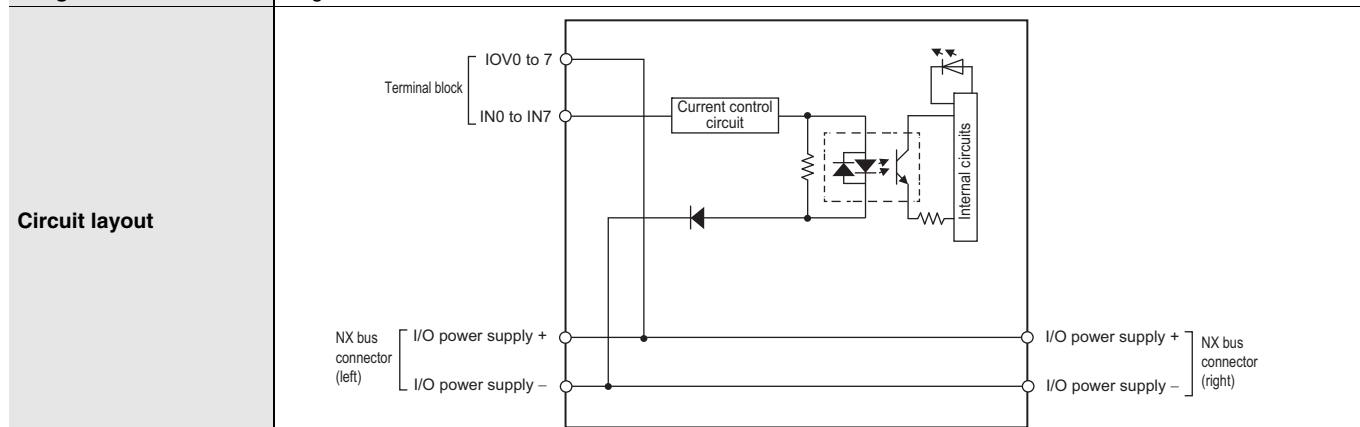 Circuit layout
Terminal block
IOV0 to 7
IN0 to IN7
Current control
circuit
Internal circuits
NX bus
connector
(left)
I/O power supply +
I/O power supply –
I/O power supply +
I/O power supply –
NX bus
connector
(right)